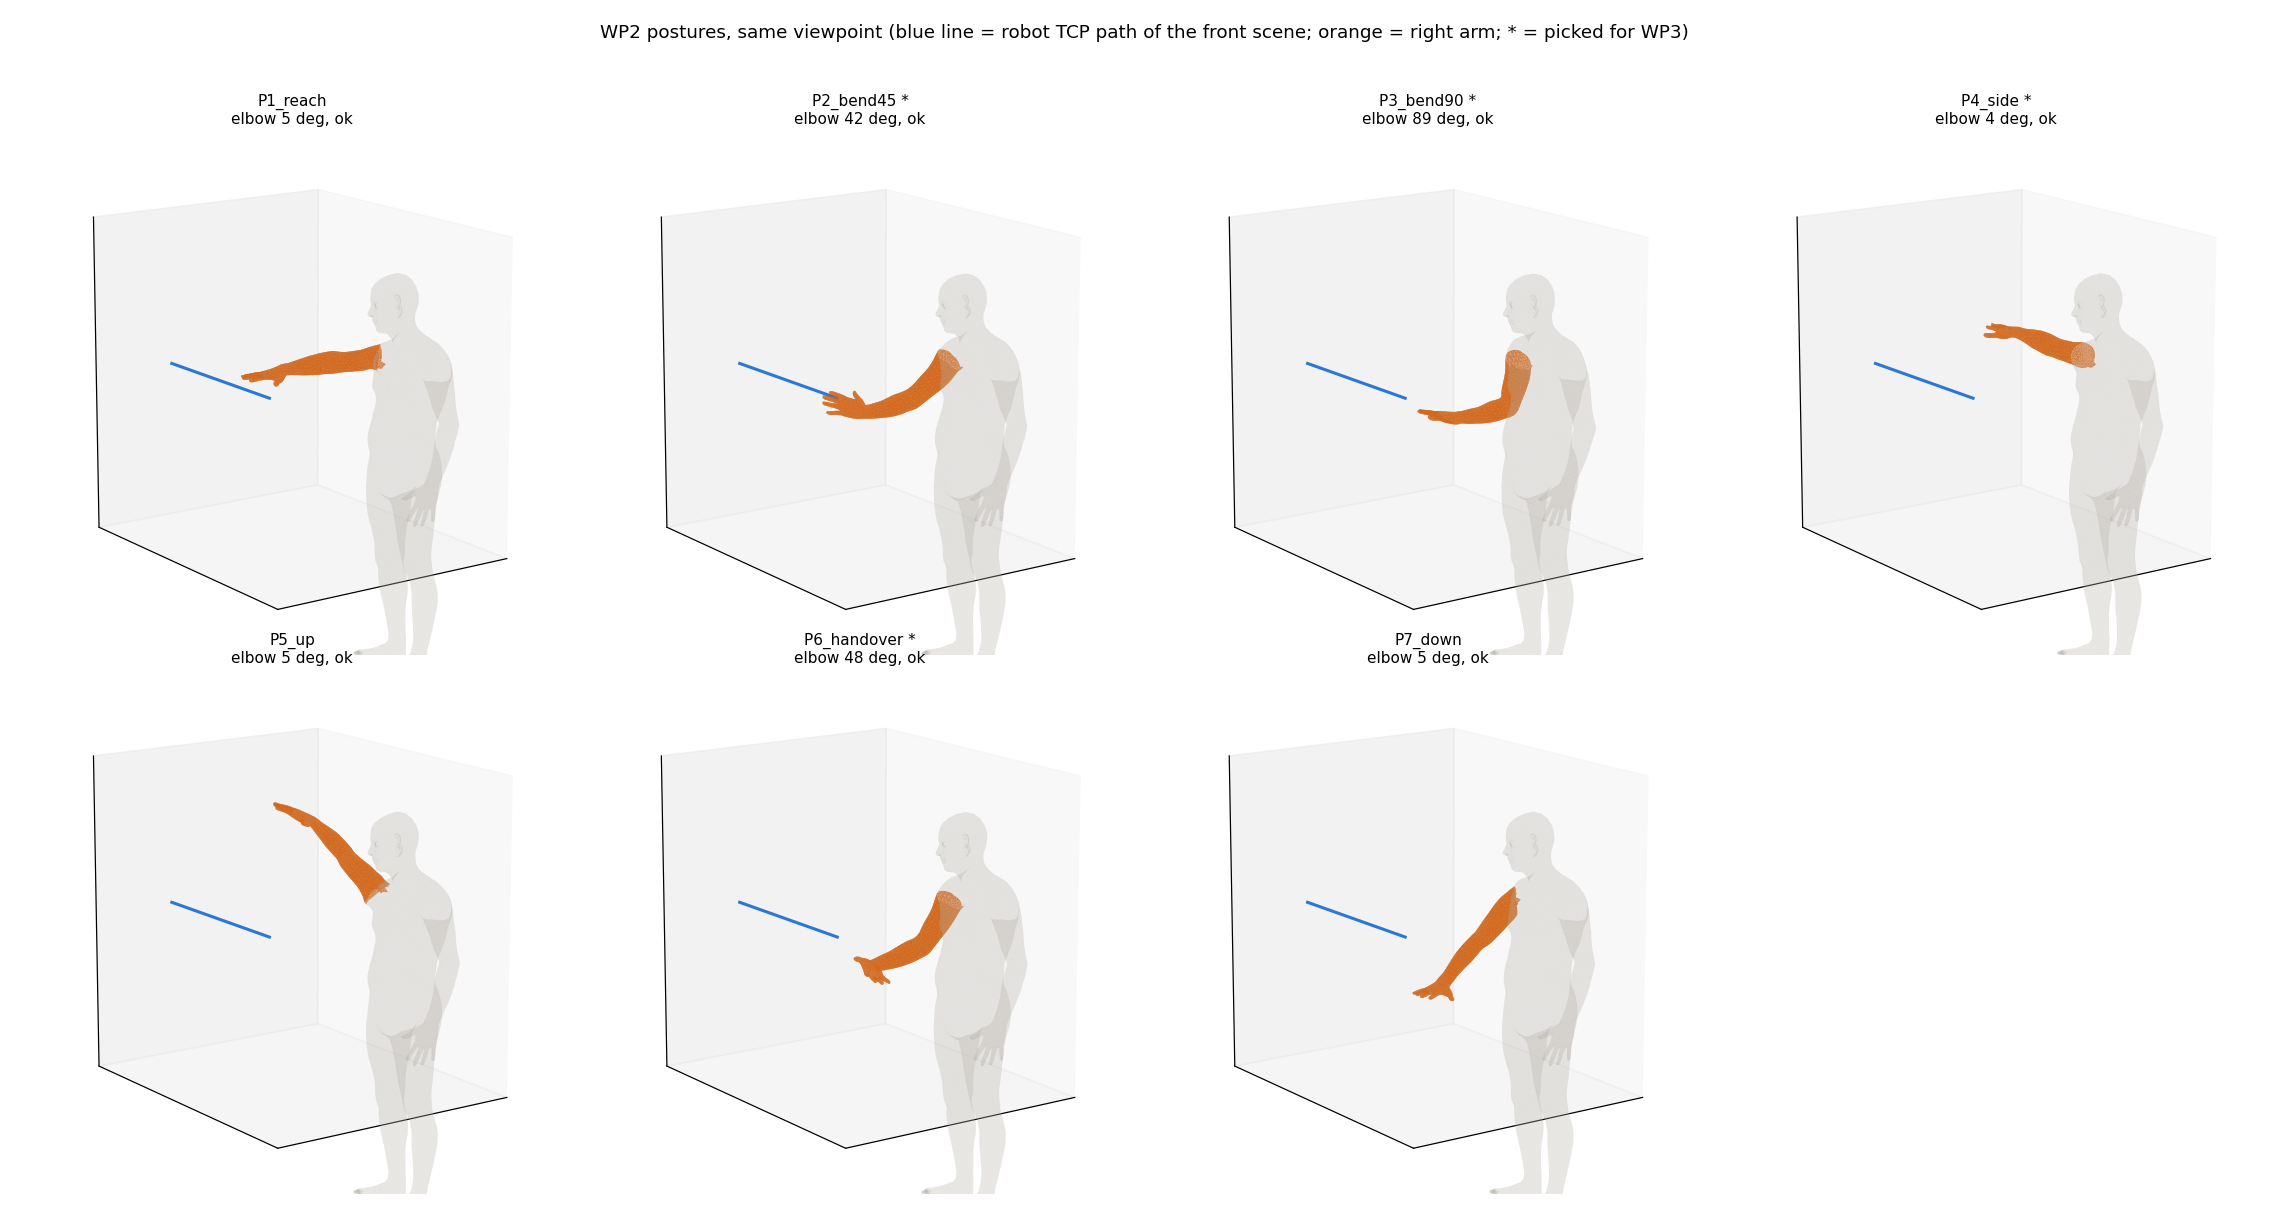 WP2 postures, same viewpoint (blue line = robot TCP path of the front scene; orange = right arm; * = picked for WP3)
P1_reach
elbow 5 deg, ok
P2_bend45 *
elbow 42 deg, ok
P3_bend90 *
elbow 89 deg, ok
P4_side *
elbow 4 deg, ok
P5_up
elbow 5 deg, ok
P6_handover *
elbow 48 deg, ok
P7_down
elbow 5 deg, ok